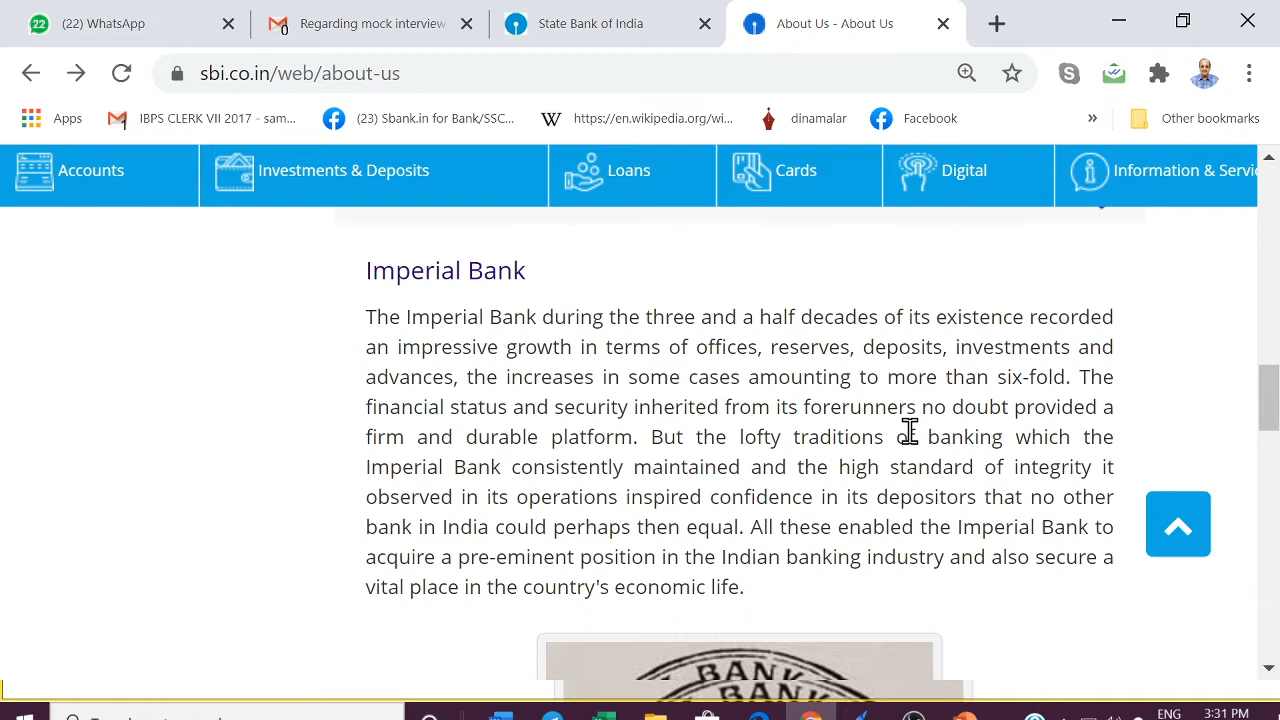 22 (22) WhatsApp
0 Regarding mock interview
State Bank of India
About Us - About Us
sbi.co.in/web/about-us
Apps
IBPS CLERK VII 2017 - sam...
(23) Sbank.in for Bank/SSC...
W https://en.wikipedia.org/wi...
dinamalar
Facebook
»
Other bookmarks
Accounts
Investments & Deposits
Loans
Cards
Digital
Information & Servic
Imperial Bank
The Imperial Bank during the three and a half decades of its existence recorded
an impressive growth in terms of offices, reserves, deposits, investments and
advances, the increases in some cases amounting to more than six-fold. The
financial status and security inherited from its forerunners no doubt provided a
firm and durable platform. But the lofty traditions of banking which the
Imperial Bank consistently maintained and the high standard of integrity it
observed in its operations inspired confidence in its depositors that no other
bank in India could perhaps then equal. All these enabled the Imperial Bank to
acquire a pre-eminent position in the Indian banking industry and also secure a
vital place in the country's economic life.
BANK
BANK
ENG
3:31 PM